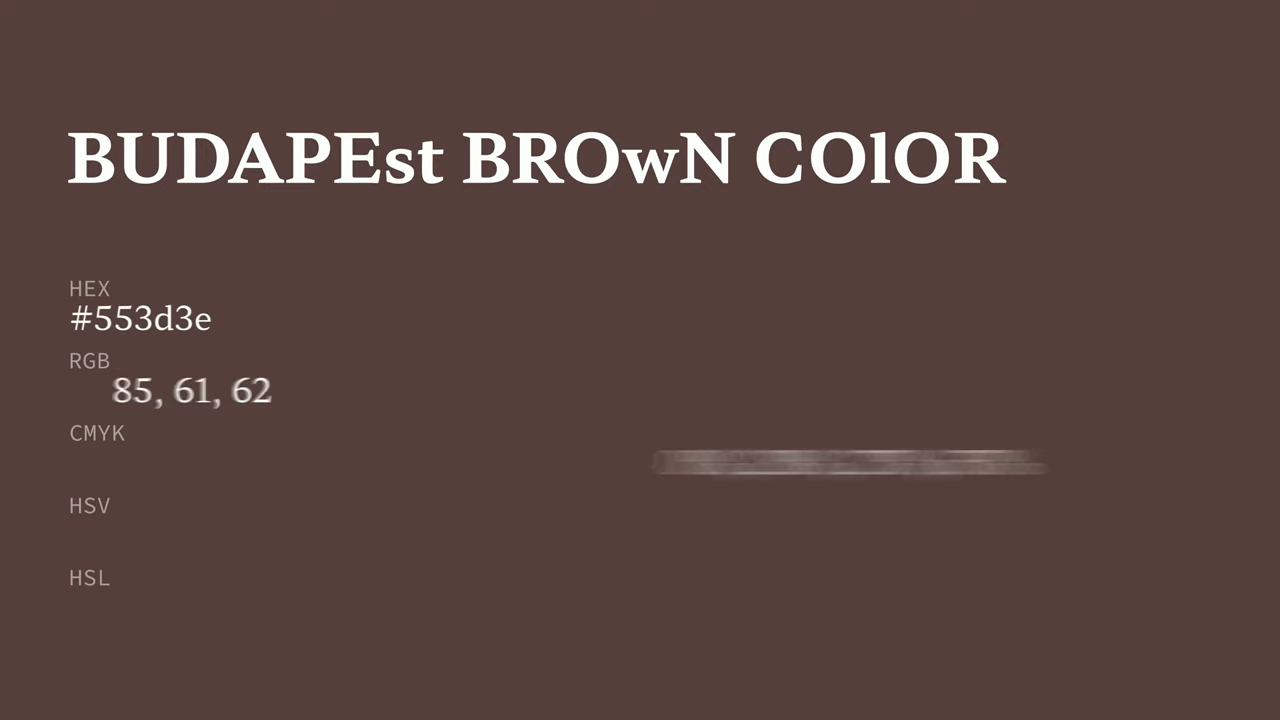 BUDAPEst BROwN COlOR
HEX
#553d3e
RGB
85, 61, 62
CMYK
HSV
HSL